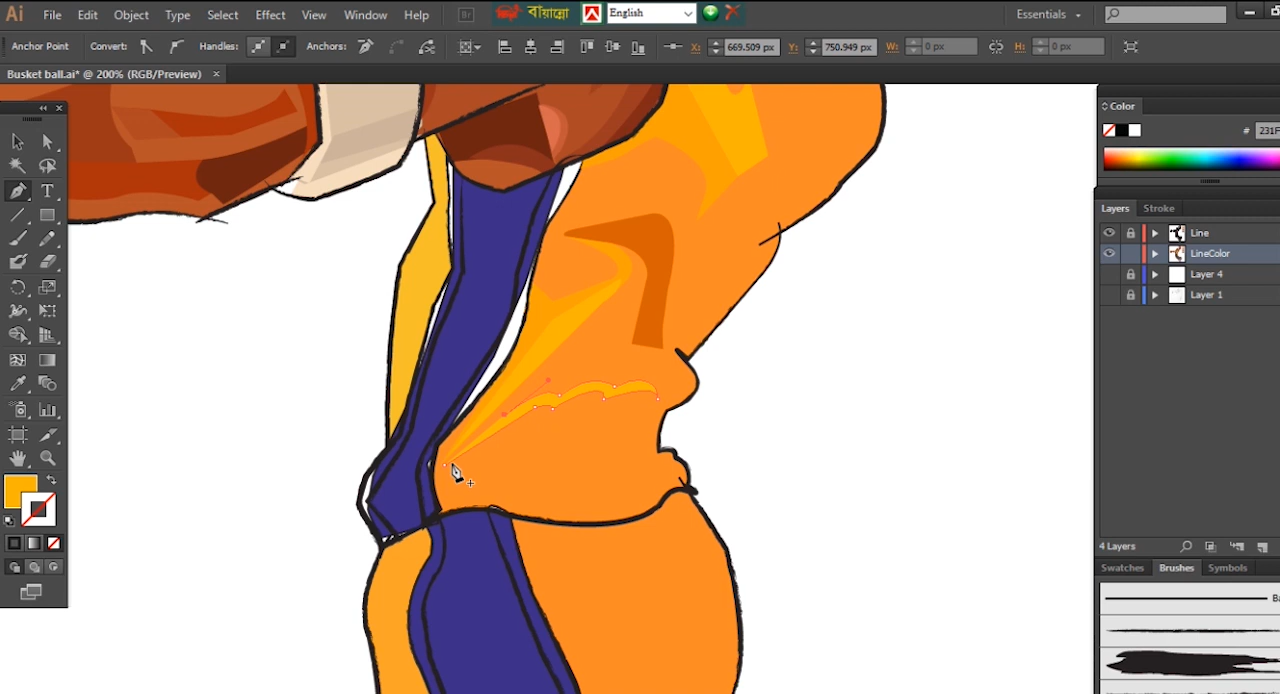 Ai File Edit Object Type Select Effect View Window Help Br বায়ান্নো English Essentials
Anchor Point Convert: Handles: Anchors: X: 669.509 px Y: 750.949 px W: 0 px H: 0 px
Busket ball.ai* @ 200% (RGB/Preview) ×
Color
# 231F
Layers Stroke
Line
LineColor
Layer 4
Layer 1
4 Layers
Swatches Brushes Symbols
Ba